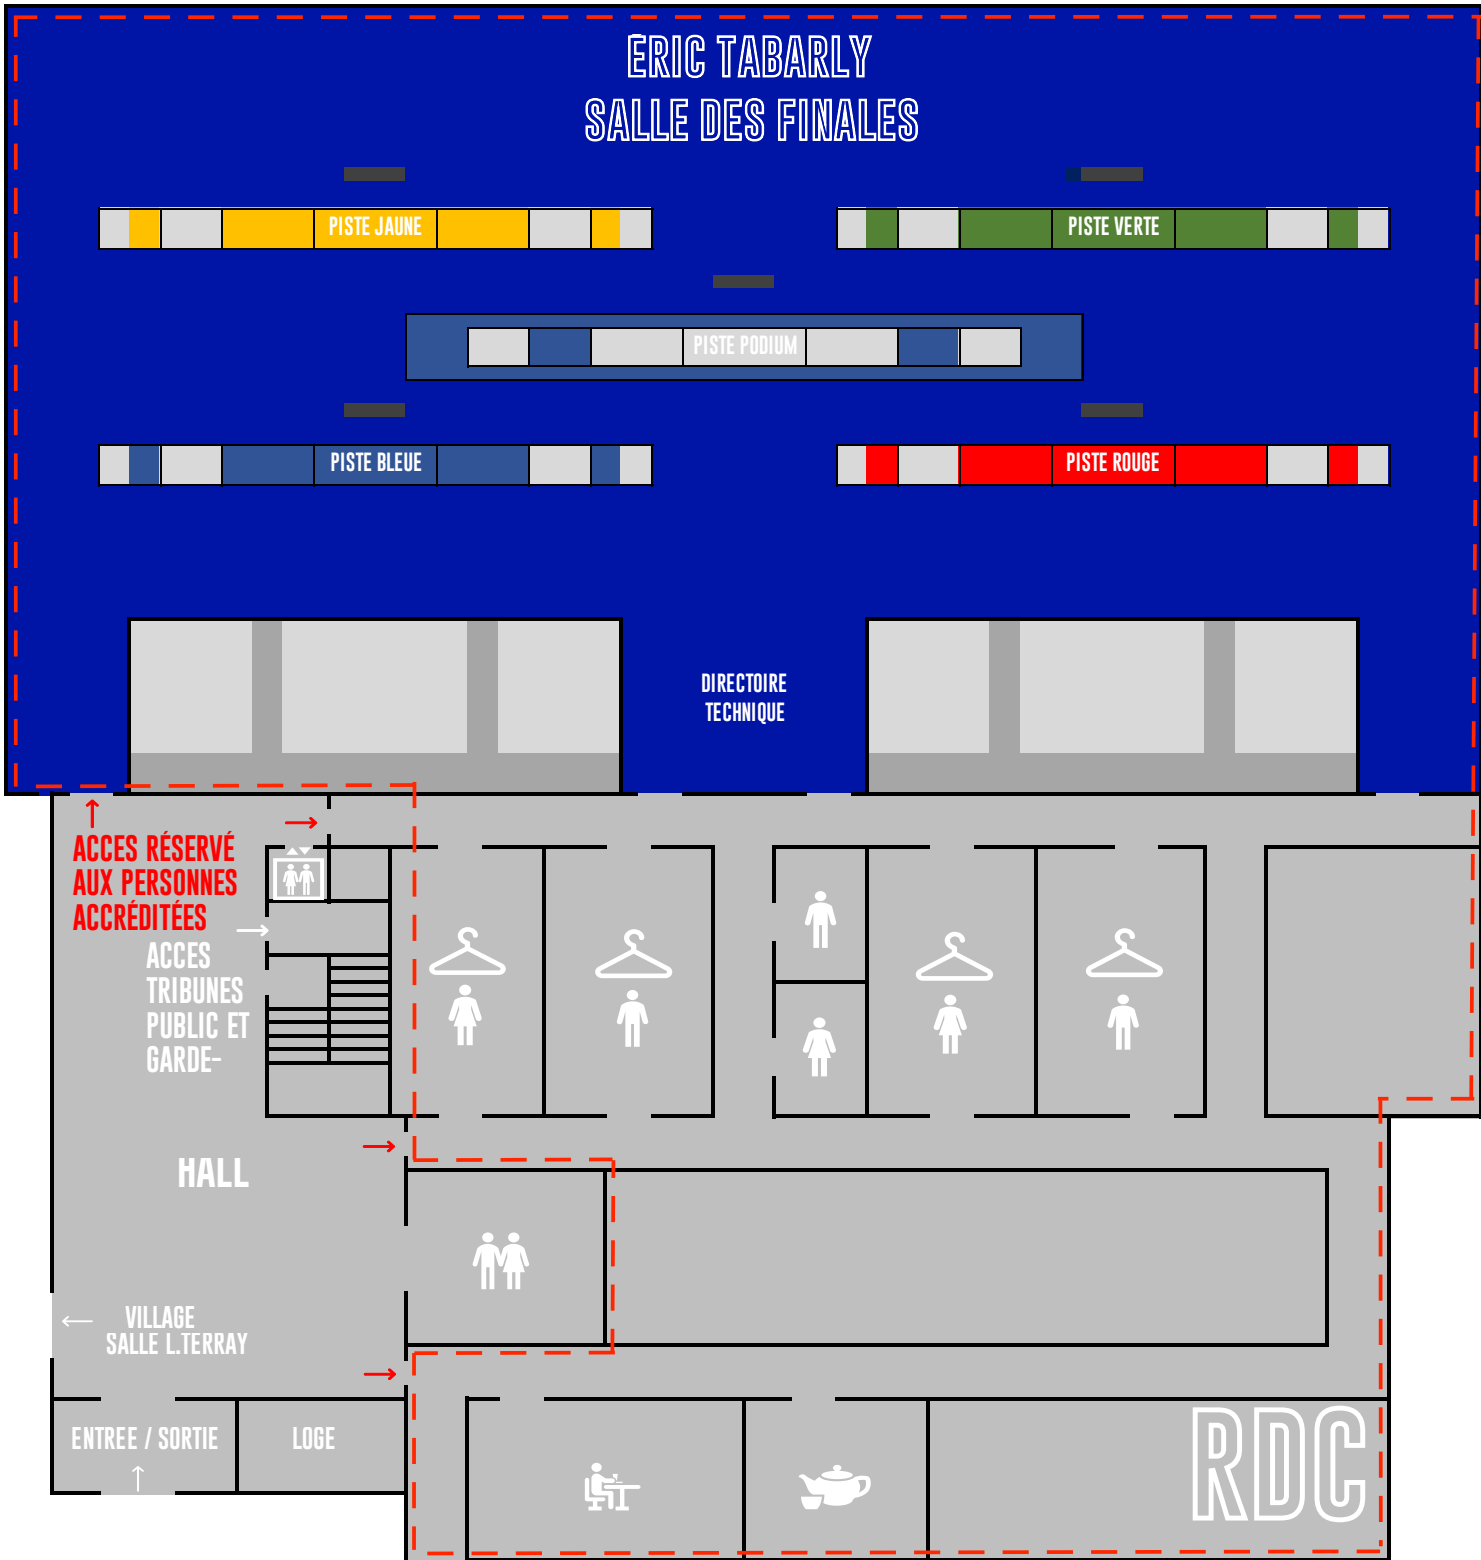 ÉRIC TABARLY
SALLE DES FINALES
PISTE JAUNE
PISTE VERTE
PISTE PODIUM
PISTE BLEUE
PISTE ROUGE
DIRECTOIRE
TECHNIQUE
ACCES RÉSERVÉ
AUX PERSONNES
ACCRÉDITÉES
ACCES
TRIBUNES
PUBLIC ET
GARDE-
HALL
VILLAGE
SALLE L.TERRAY
ENTREE / SORTIE
LOGE
RDC